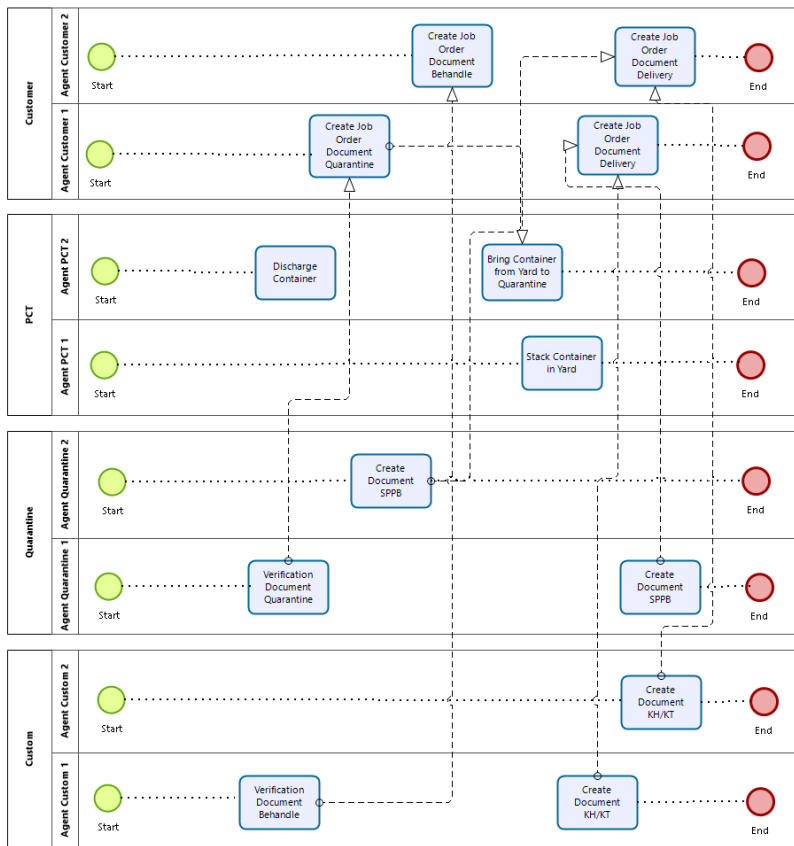 Customer
Agent Customer 2
Start
Create Job
Order
Document
Behandle
Create Job
Order
Document
Delivery
End
Agent Customer 1
Start
Create Job
Order
Document
Quarantine
Create Job
Order
Document
Delivery
End
PCT
Agent PCT 2
Start
Discharge
Container
Bring Container
from Yard to
Quarantine
End
Agent PCT 1
Start
Stack Container
in Yard
End
Quarantine
Agent Quarantine 2
Start
Create
Document
SPPB
End
Agent Quarantine 1
Start
Verification
Document
Quarantine
Create
Document
SPPB
End
Custom
Agent Custom 2
Start
Create
Document
KH/KT
End
Agent Custom 1
Start
Verification
Document
Behandle
Create
Document
KH/KT
End